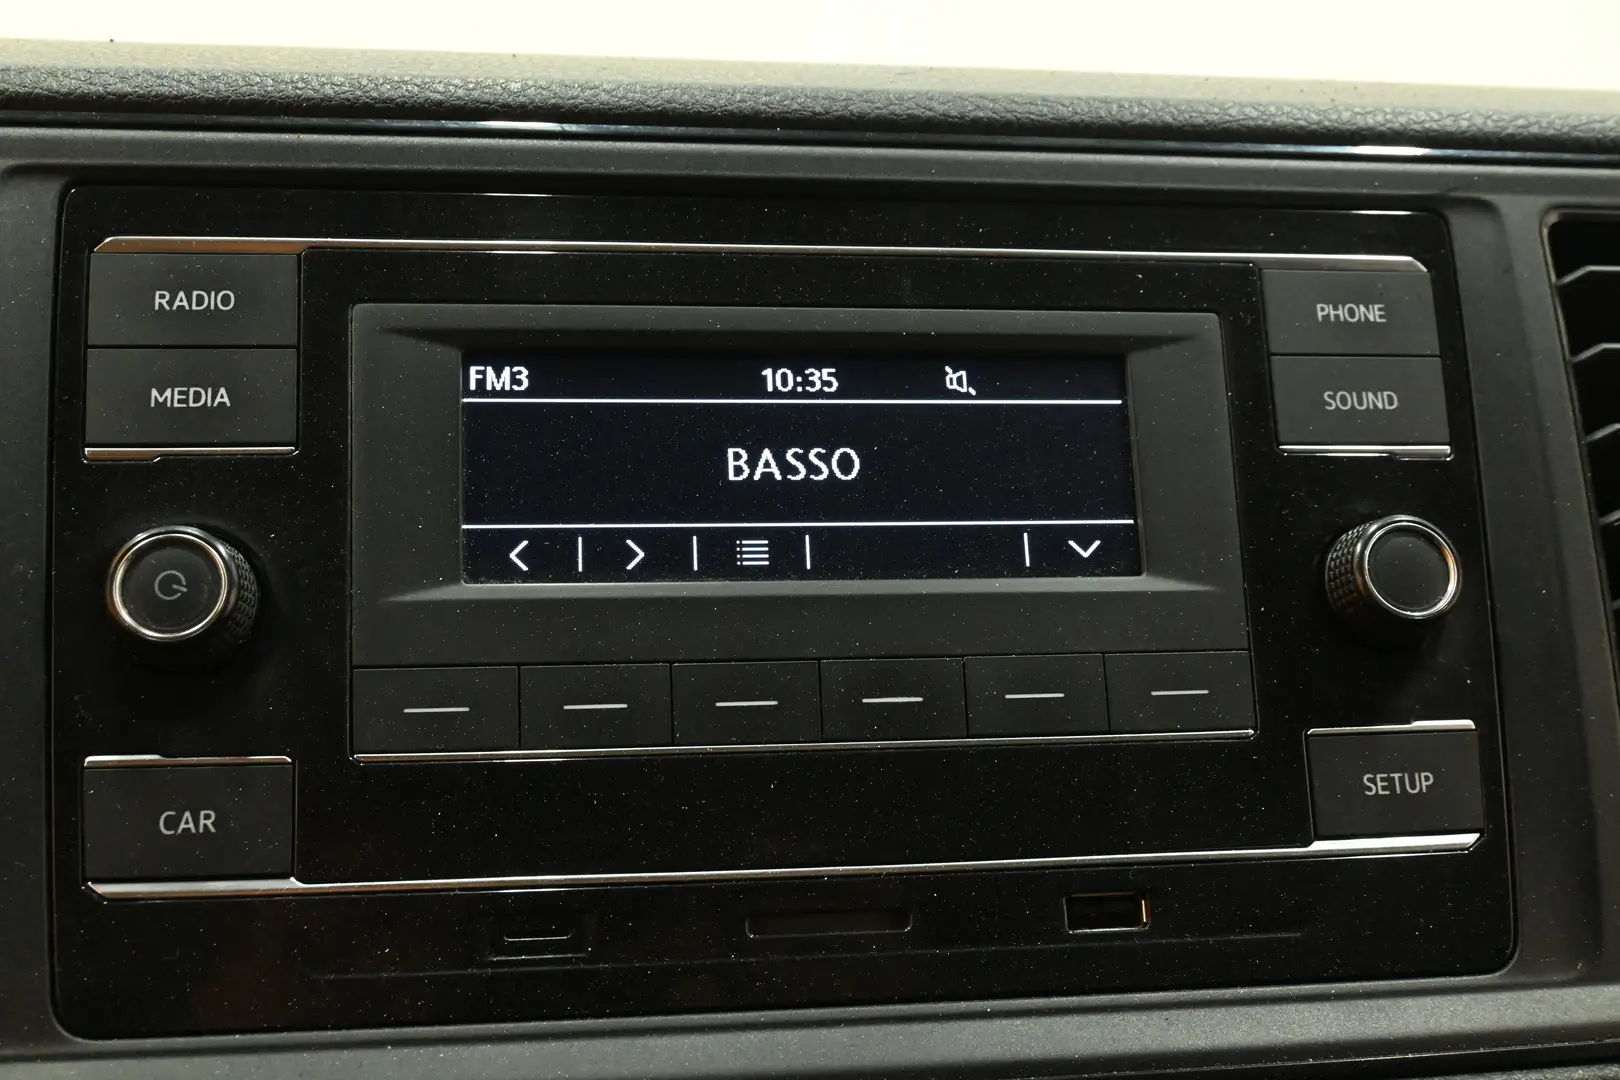 RADIO
MEDIA
FM3 10:35
BASSO
PHONE
SOUND
CAR
SETUP